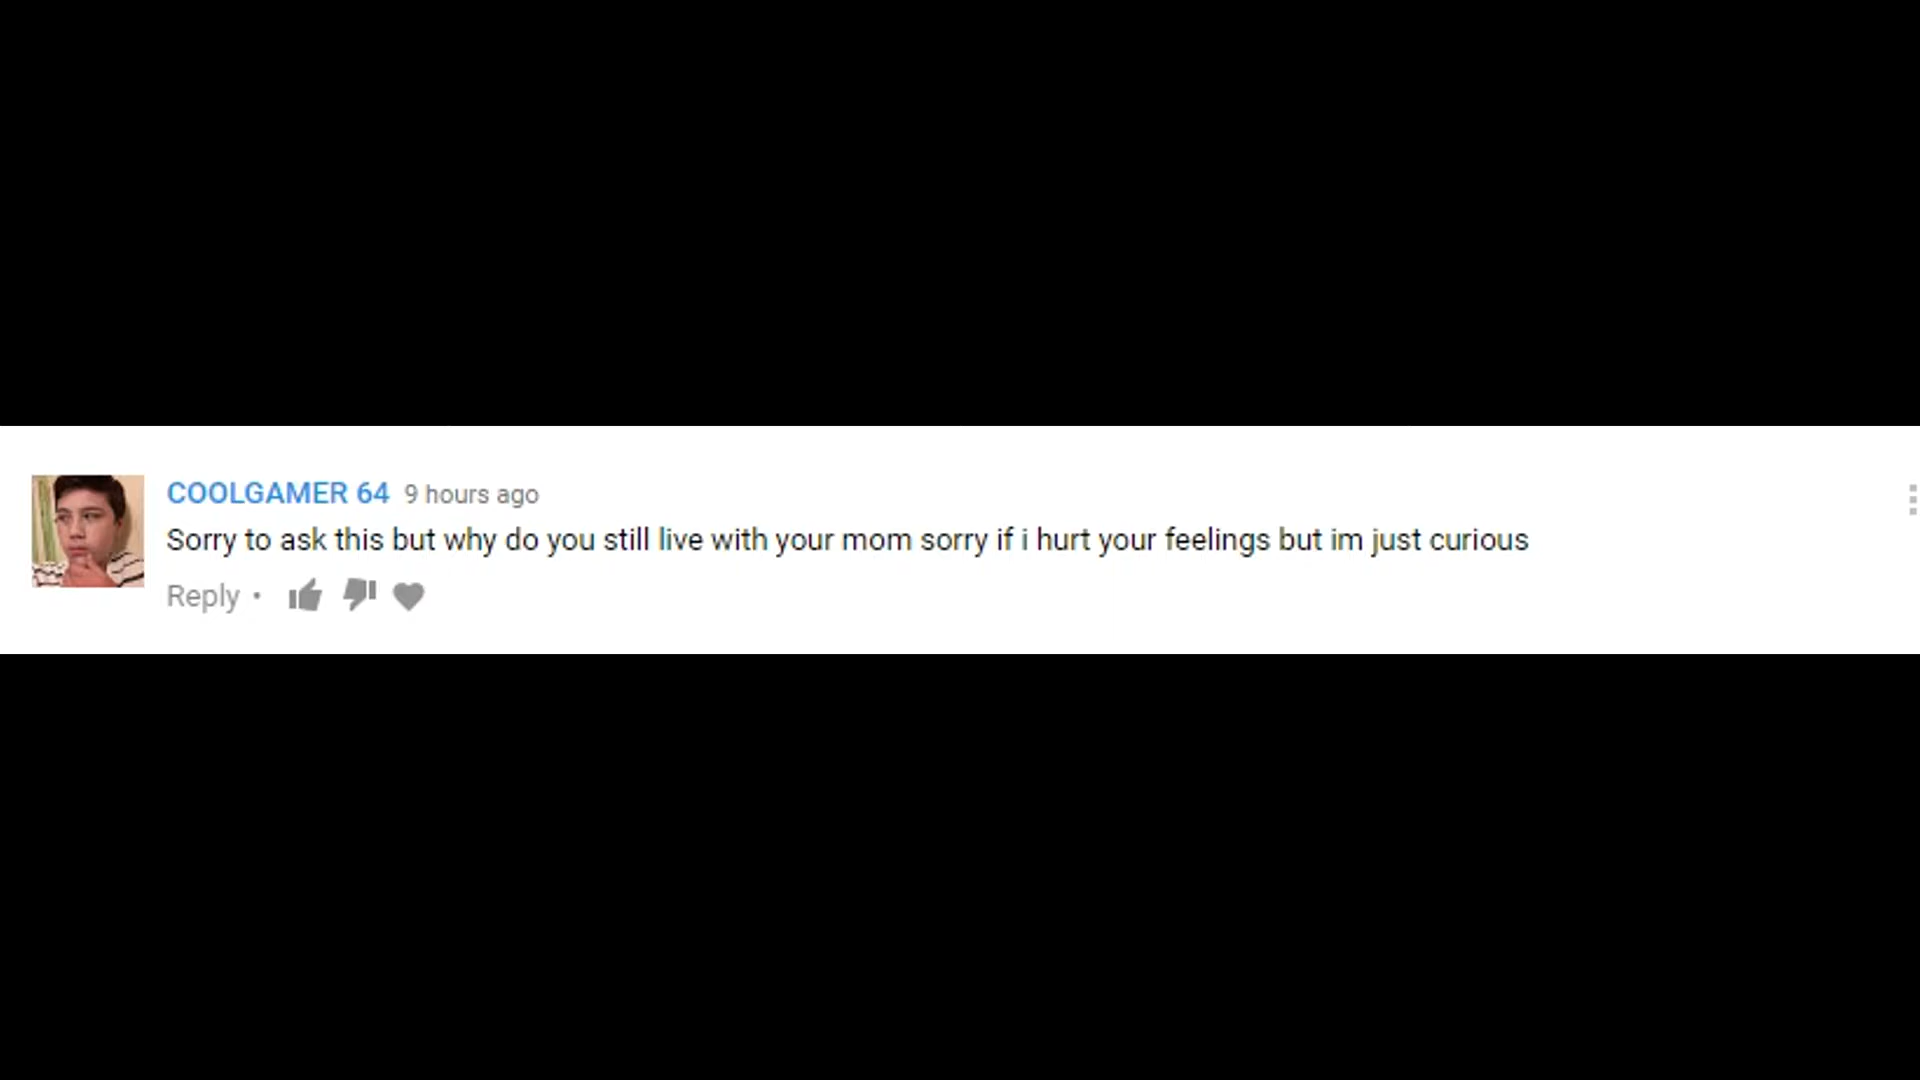 COOLGAMER 64 9 hours ago
Sorry to ask this but why do you still live with your mom sorry if i hurt your feelings but im just curious
Reply •